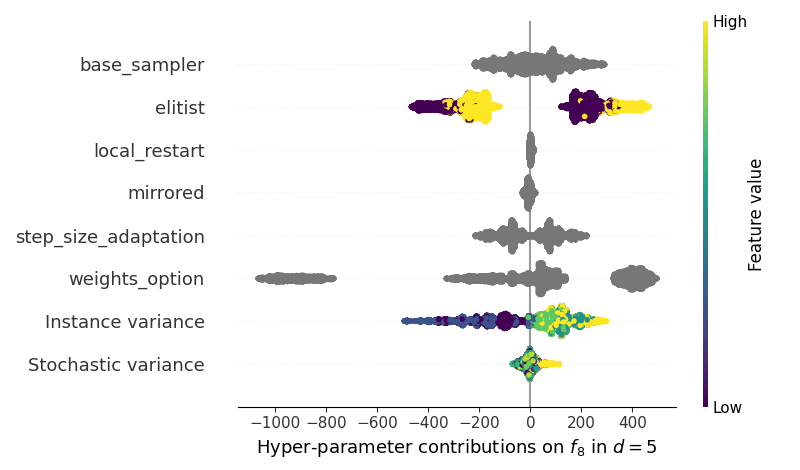 High
base_sampler
elitist
local_restart
mirrored
step_size_adaptation
weights_option
Instance variance
Stochastic variance
Feature value
Low
−1000 −800 −600 −400 −200 0 200 400
Hyper-parameter contributions on f₈ in d = 5